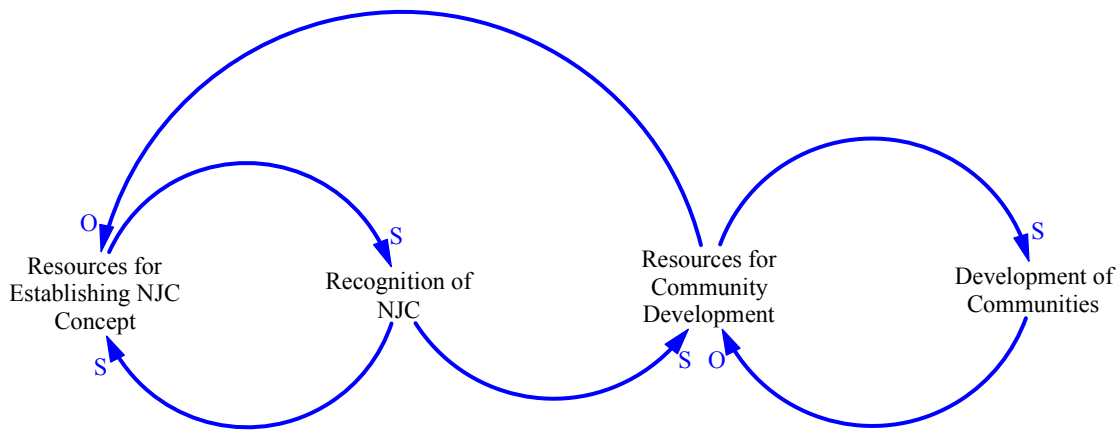 O
S
S
Resources for
Establishing NJC
Concept
Recognition of
NJC
Resources for
Community
Development
Development of
Communities
S
S
O